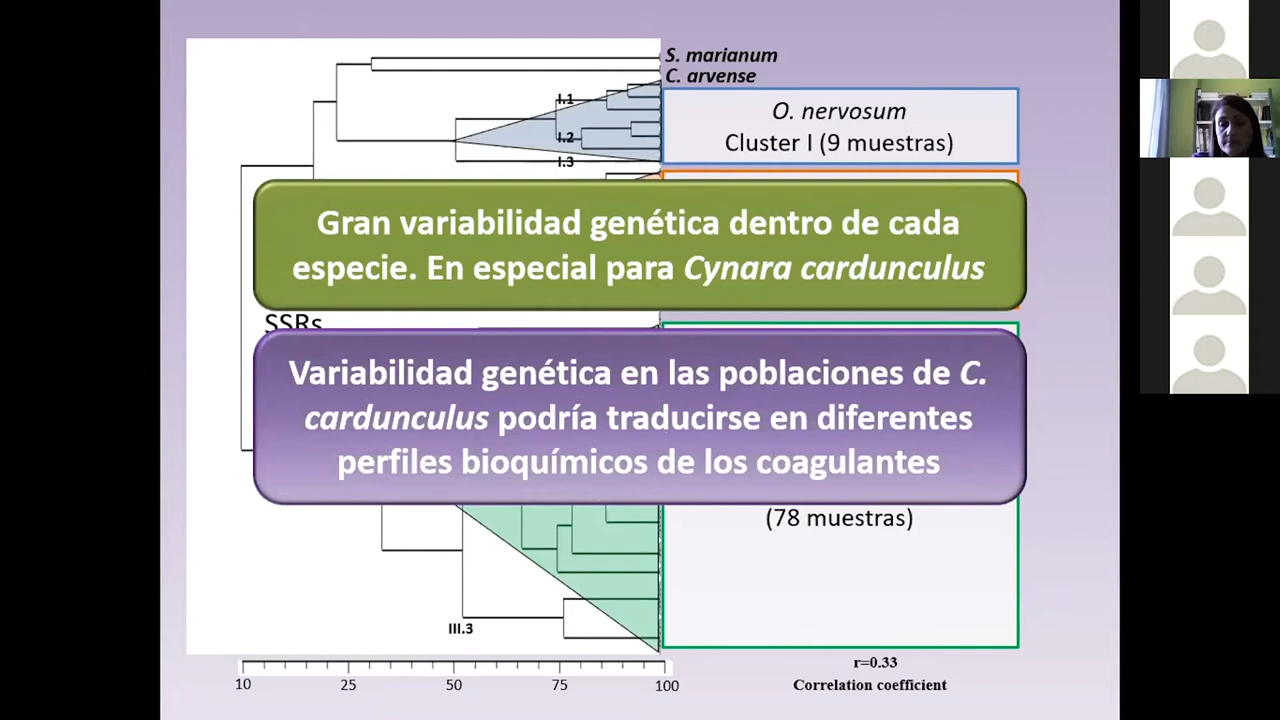 S. marianum
C. arvense
I.1
O. nervosum
I.2
Cluster I (9 muestras)
I.3
Gran variabilidad genética dentro de cada
especie. En especial para Cynara cardunculus
SSRs
Variabilidad genética en las poblaciones de C.
cardunculus podría traducirse en diferentes
perfiles bioquímicos de los coagulantes
(78 muestras)
III.3
r=0.33
10 25 50 75 100
Correlation coefficient